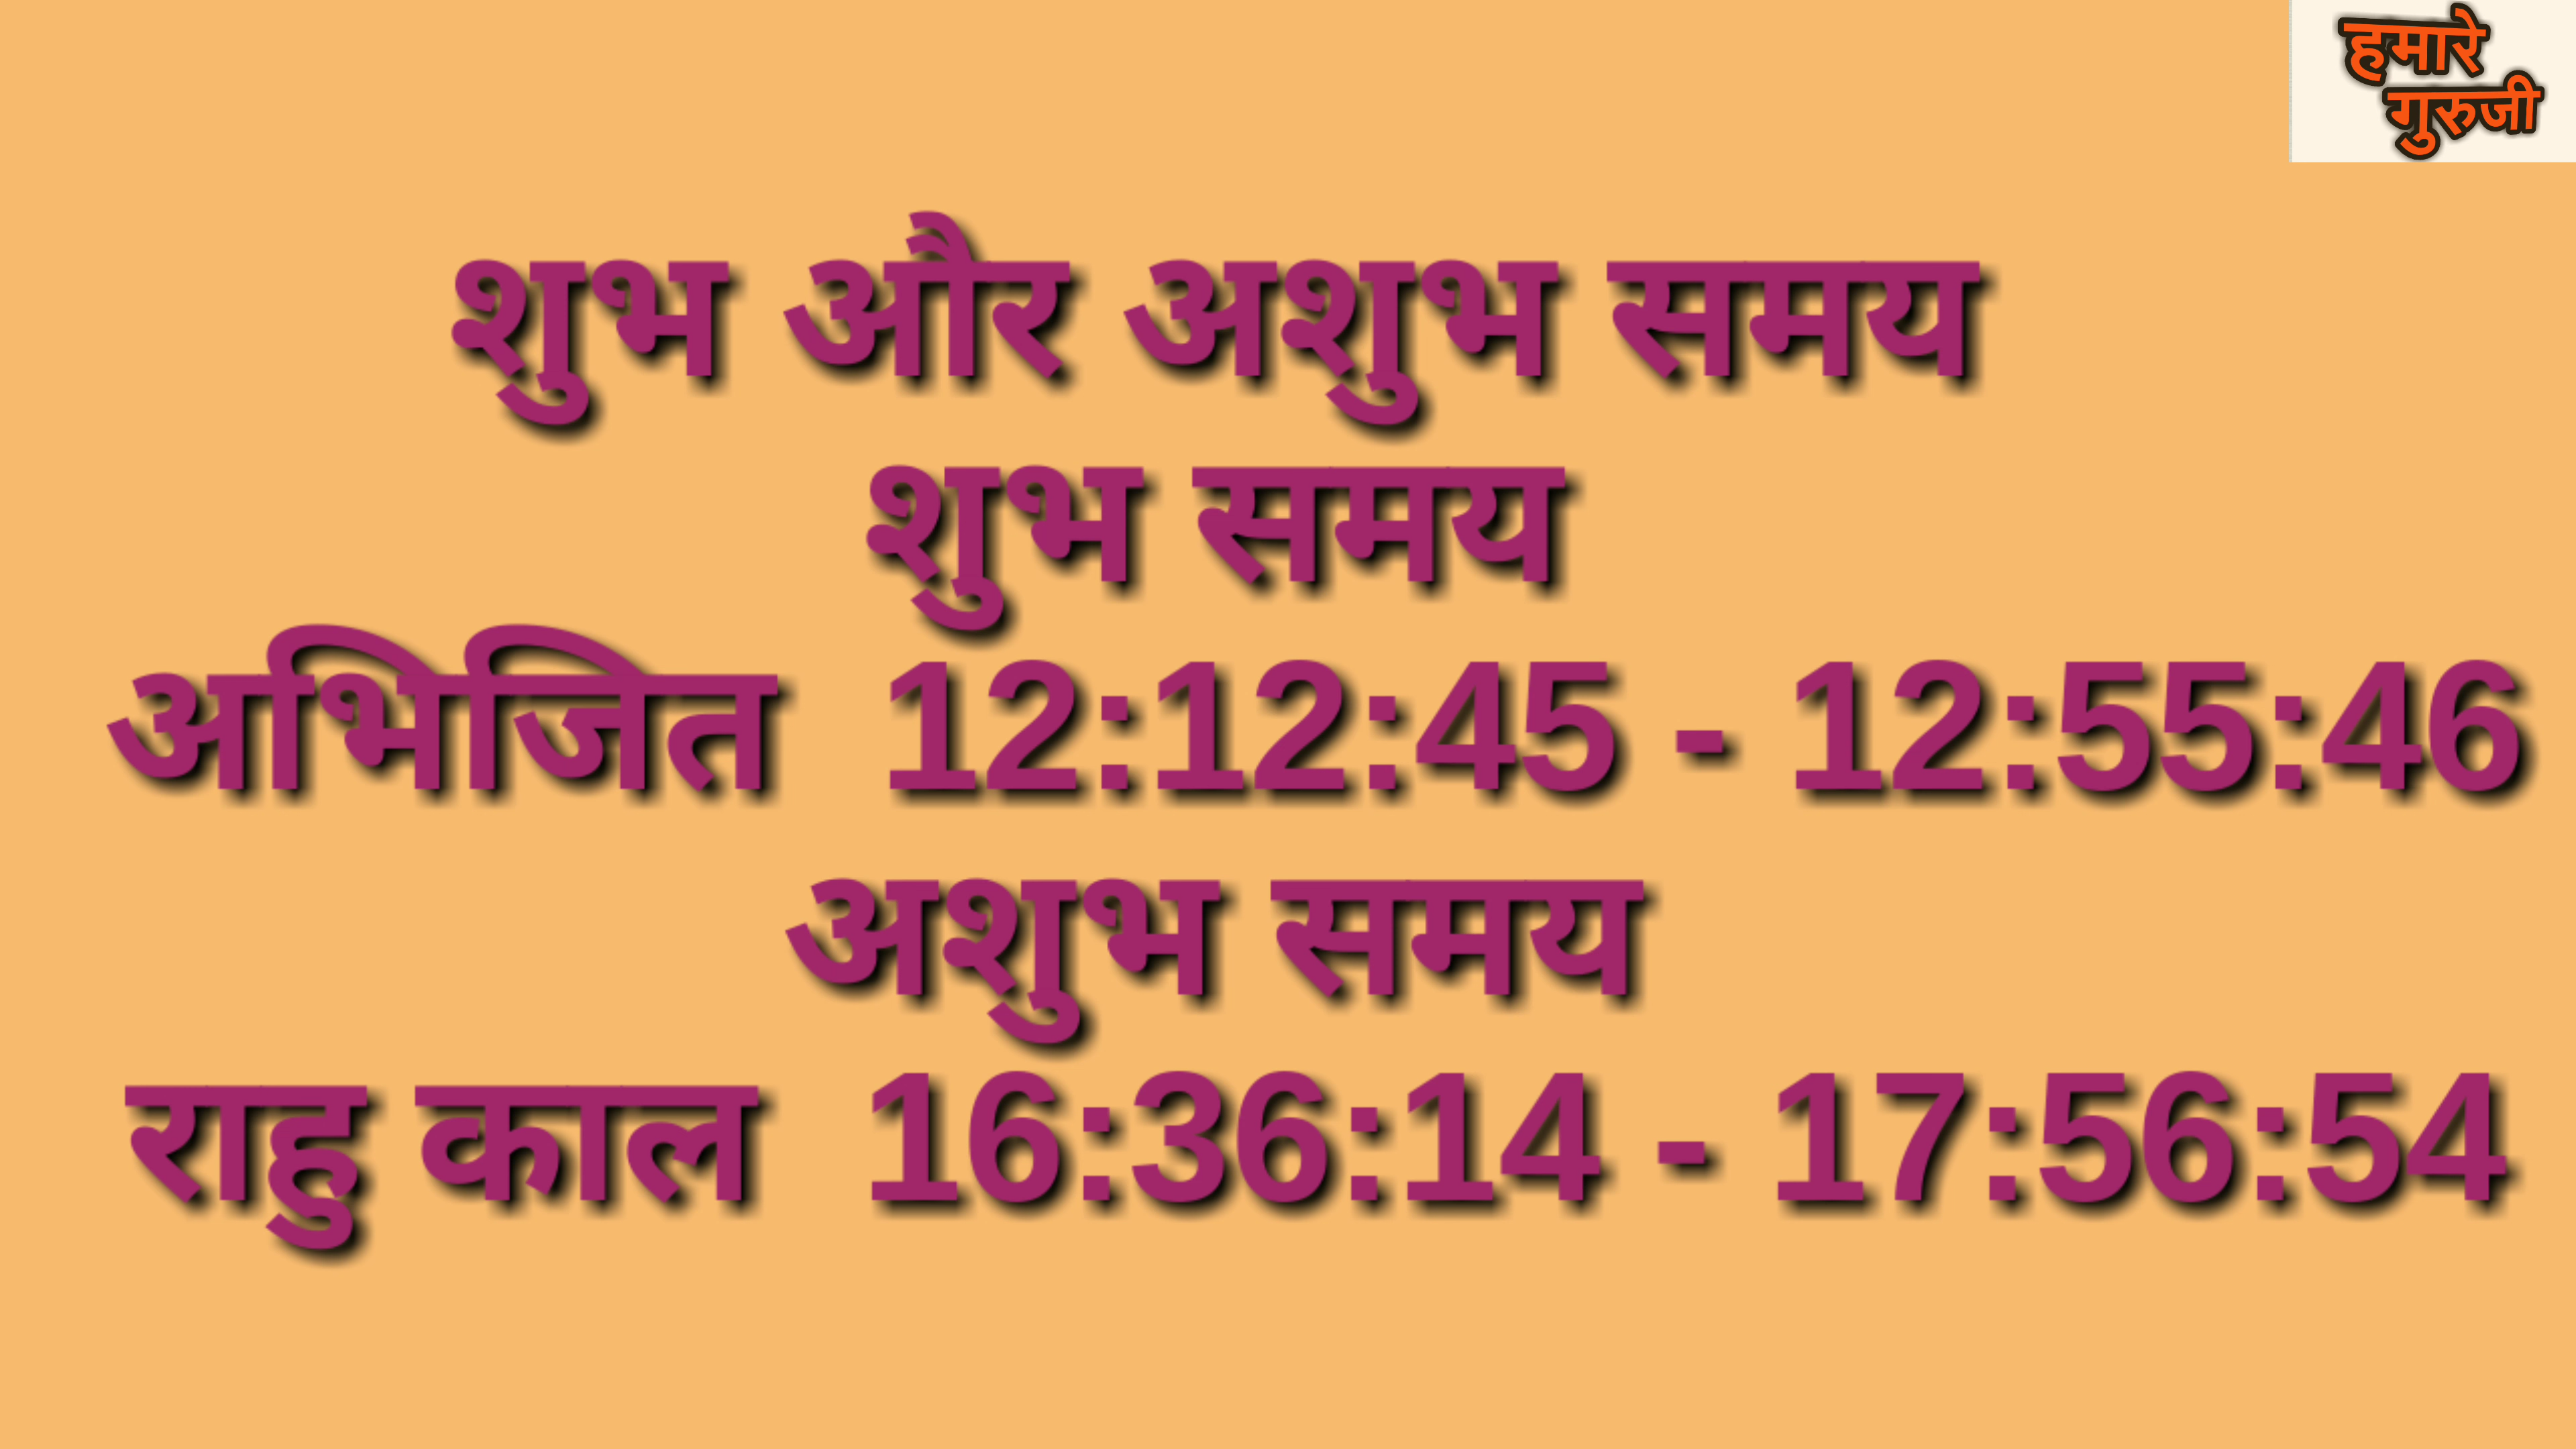 हमारे
गुरुजी
शुभ और अशुभ समय
शुभ समय
अभिजित 12:12:45 - 12:55:46
अशुभ समय
राहु काल 16:36:14 - 17:56:54